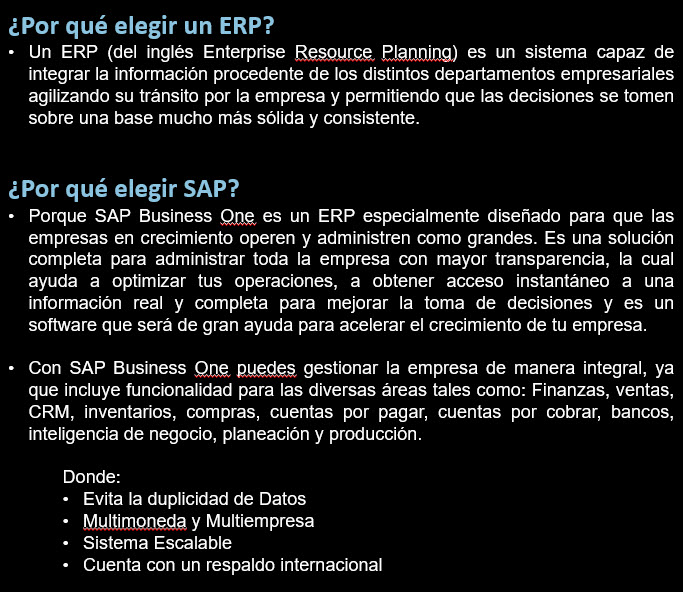 ¿Por qué elegir un ERP?
• Un ERP (del inglés Enterprise Resource Planning) es un sistema capaz de
integrar la información procedente de los distintos departamentos empresariales
agilizando su tránsito por la empresa y permitiendo que las decisiones se tomen
sobre una base mucho más sólida y consistente.
¿Por qué elegir SAP?
• Porque SAP Business One es un ERP especialmente diseñado para que las
empresas en crecimiento operen y administren como grandes. Es una solución
completa para administrar toda la empresa con mayor transparencia, la cual
ayuda a optimizar tus operaciones, a obtener acceso instantáneo a una
información real y completa para mejorar la toma de decisiones y es un
software que será de gran ayuda para acelerar el crecimiento de tu empresa.
• Con SAP Business One puedes gestionar la empresa de manera integral, ya
que incluye funcionalidad para las diversas áreas tales como: Finanzas, ventas,
CRM, inventarios, compras, cuentas por pagar, cuentas por cobrar, bancos,
inteligencia de negocio, planeación y producción.
Donde:
• Evita la duplicidad de Datos
• Multimoneda y Multiempresa
• Sistema Escalable
• Cuenta con un respaldo internacional